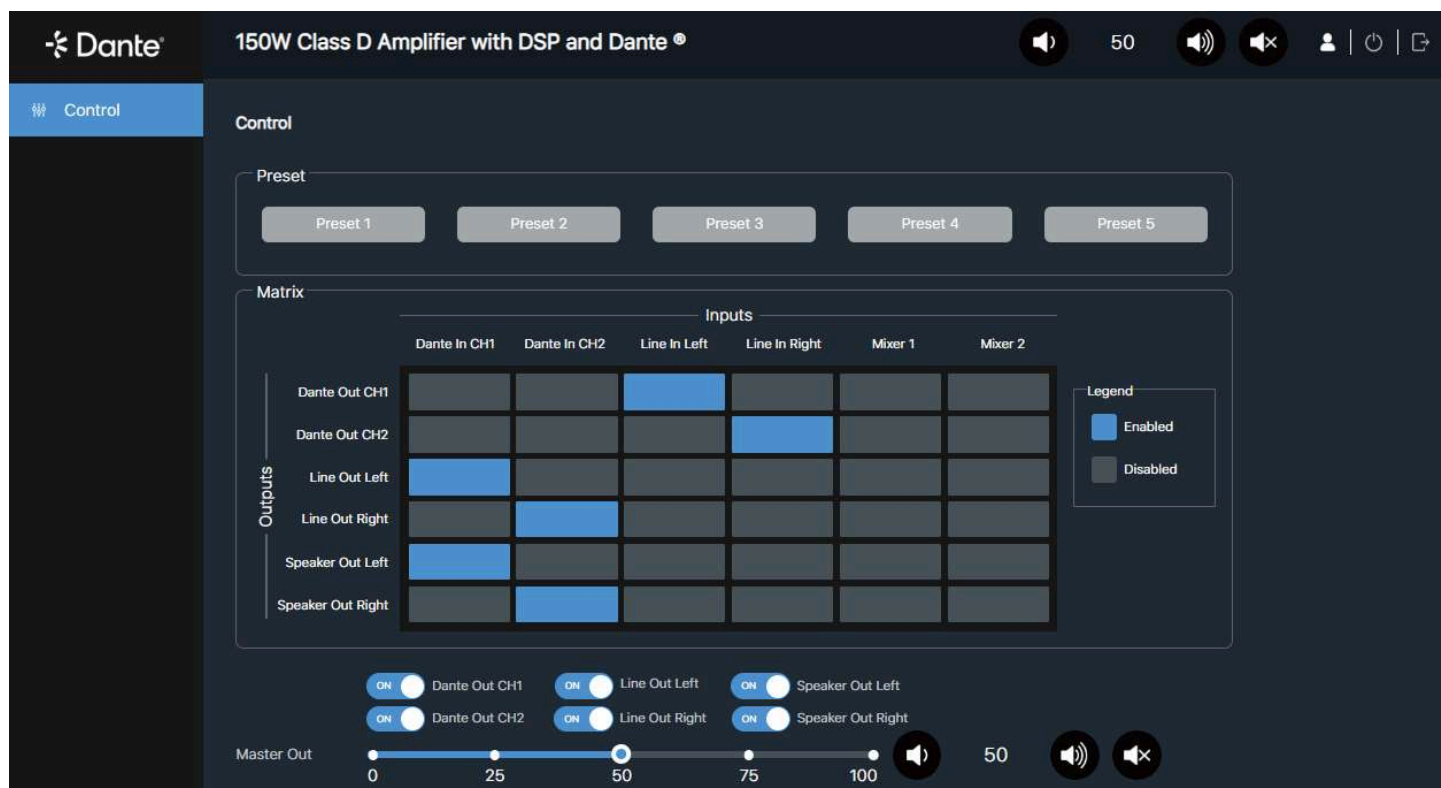 Dante®
150W Class D Amplifier with DSP and Dante ®
50
Control
Control
Preset
Preset 1 Preset 2 Preset 3 Preset 4 Preset 5
Matrix
Inputs
Dante In CH1 Dante In CH2 Line In Left Line In Right Mixer 1 Mixer 2
Outputs
Dante Out CH1
Dante Out CH2
Line Out Left
Line Out Right
Speaker Out Left
Speaker Out Right
Legend
Enabled
Disabled
ON Dante Out CH1 ON Line Out Left ON Speaker Out Left
ON Dante Out CH2 ON Line Out Right ON Speaker Out Right
Master Out 50
0 25 50 75 100